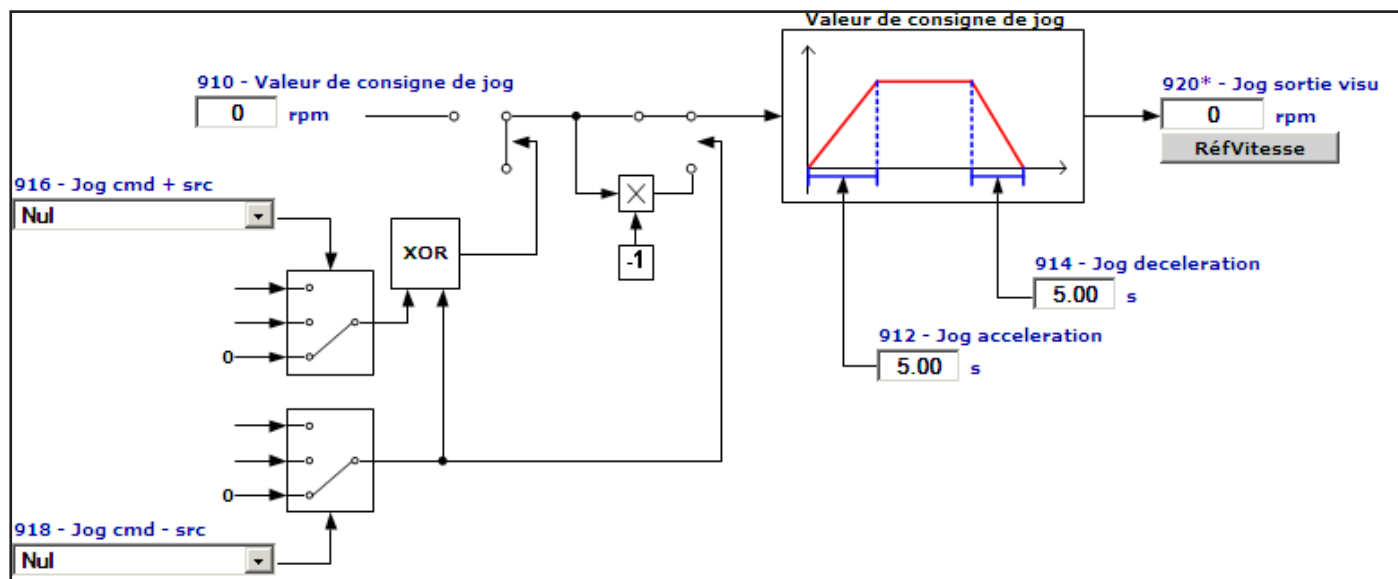 Valeur de consigne de jog
910 - Valeur de consigne de jog
0 rpm
920* - Jog sortie visu
0 rpm
RéfVitesse
916 - Jog cmd + src
Nul
XOR
-1
914 - Jog deceleration
5.00 s
912 - Jog acceleration
5.00 s
0
0
918 - Jog cmd - src
Nul